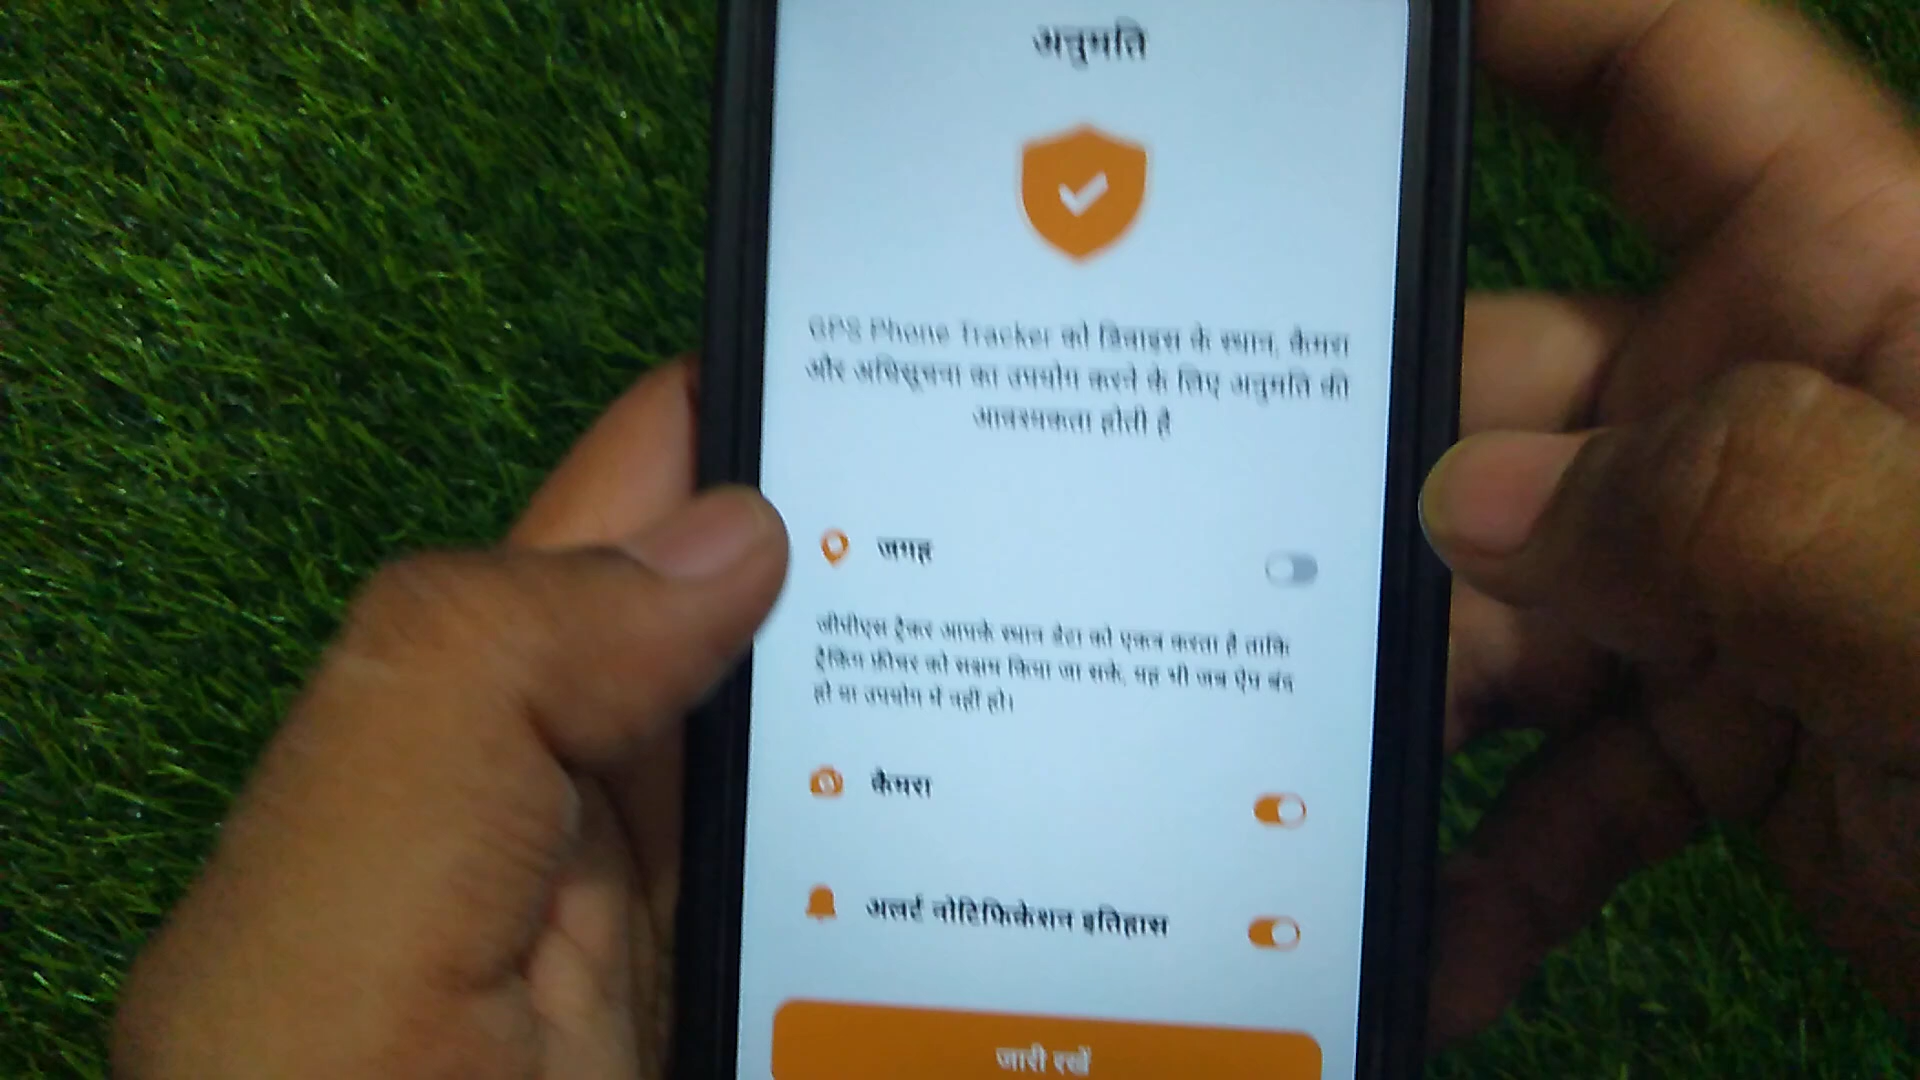 अनुमति
GPS Phone Tracker को डिवाइस के स्थान, कैमरा
और अधिसूचना का उपयोग करने के लिए अनुमति की
आवश्यकता होती है
जगह
जीपीएस ट्रैकर आपके स्थान डेटा को एकत्र करता है ताकि
ट्रैकिंग फ़ीचर को सक्षम किया जा सके, यह भी जब ऐप बंद
हो या उपयोग में नहीं हो।
कैमरा
अलर्ट नोटिफिकेशन इतिहास
जारी रखें